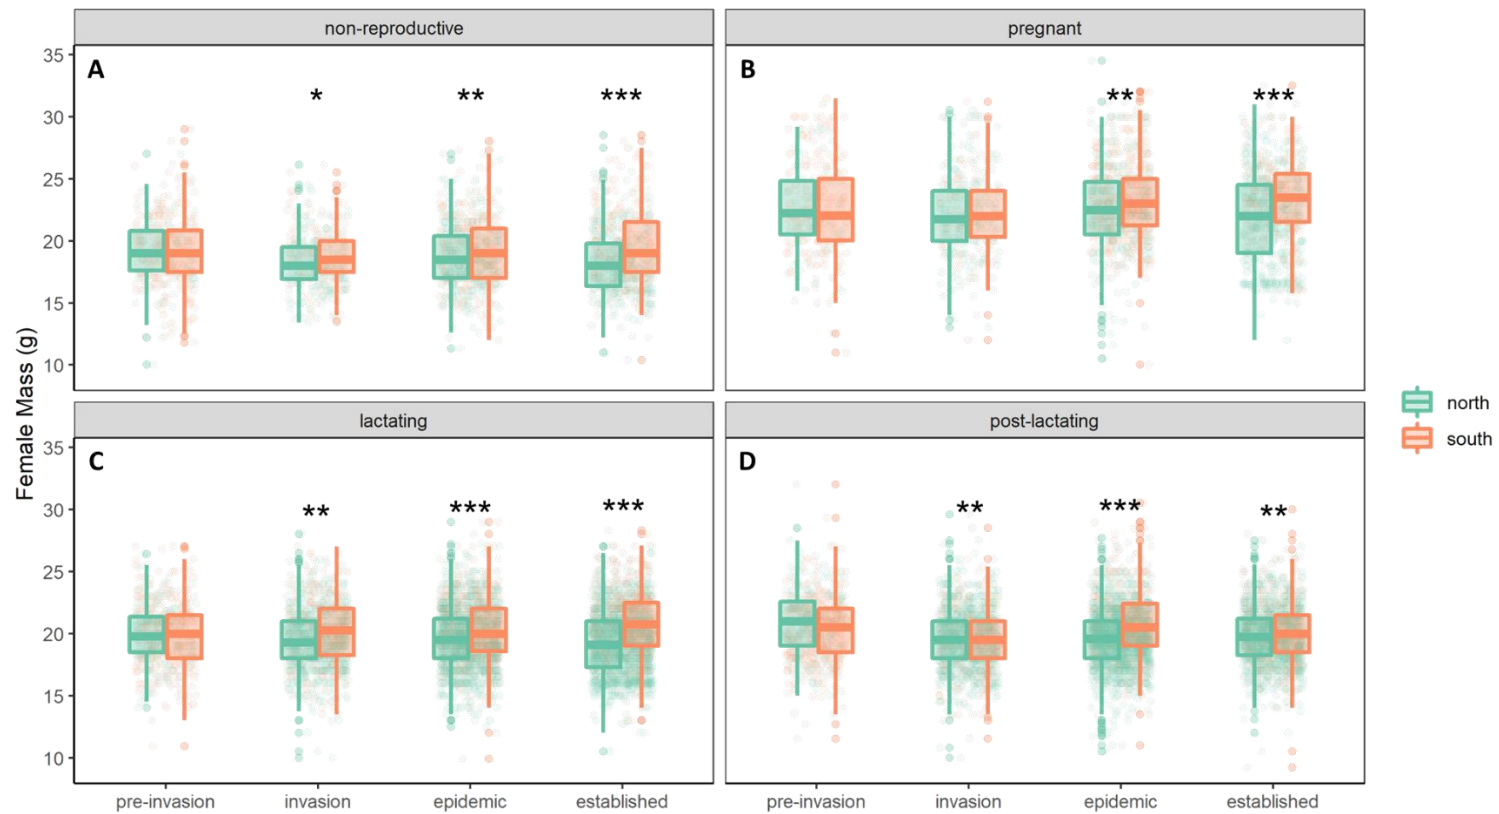 non-reproductive
pregnant
35
30
25
20
15
10
A
*
**
***
B
**
***
Female Mass (g)
lactating
post-lactating
35
30
25
20
15
10
C
**
***
***
D
**
***
**
pre-invasion
invasion
epidemic
established
pre-invasion
invasion
epidemic
established
north
south